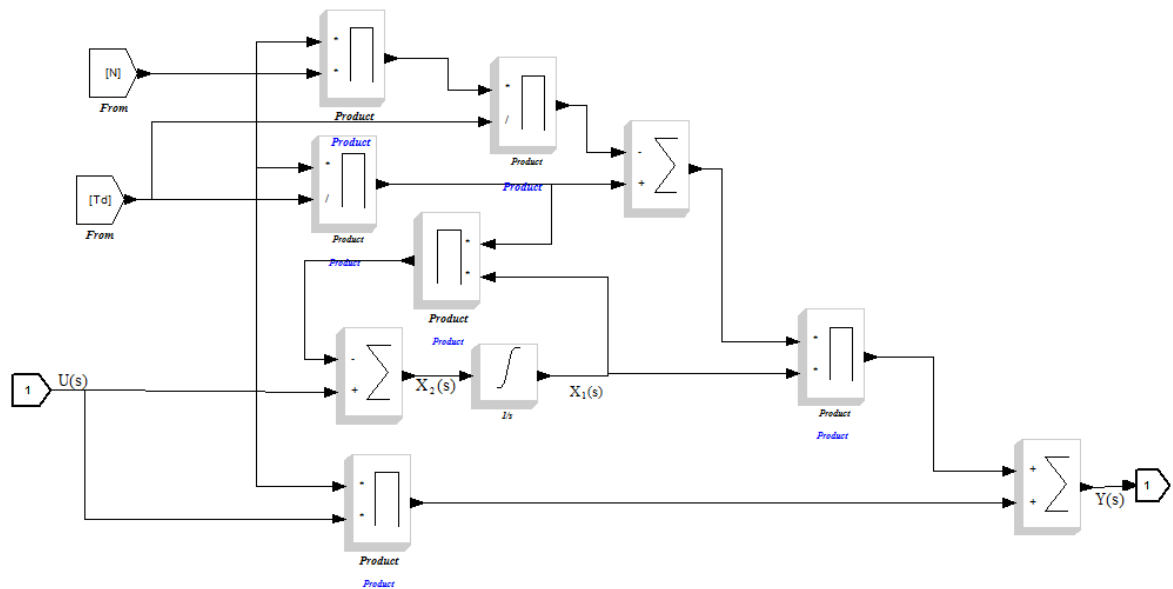 *
*
[N]
From
Product
Product
*
/
Product
Product
-
+
*
/
[Td]
From
Product
Product
*
*
Product
Product
-
+
1
U(s)
X₂(s)
1/s
X₁(s)
*
*
Product
Product
*
*
Product
Product
+
+
Y(s)
1